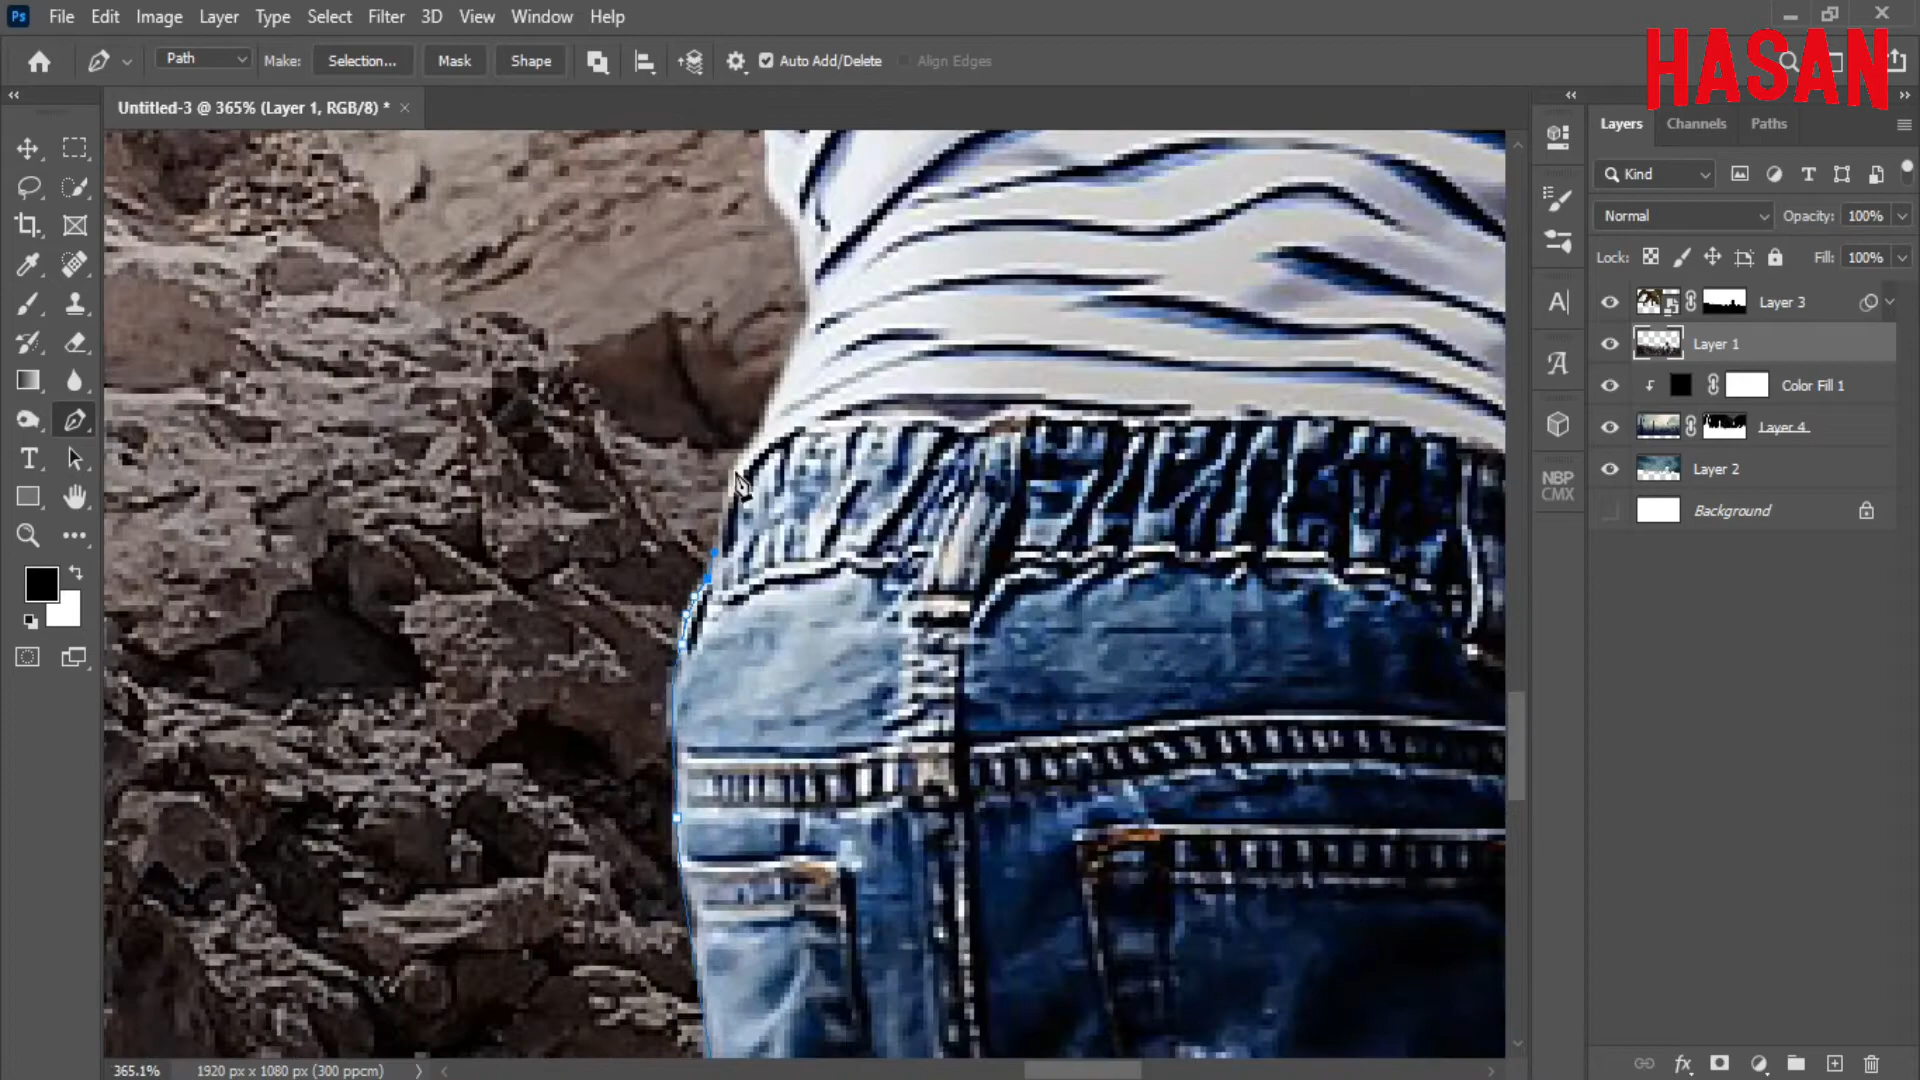 Ps File Edit Image Layer Type Select Filter 3D View Window Help
Path Make: Selection... Mask Shape Auto Add/Delete Align Edges
HASAN
Untitled-3 @ 365% (Layer 1, RGB/8) * ×
Layers Channels Paths
Kind
Normal Opacity: 100%
Lock: Fill: 100%
Layer 3
Layer 1
Color Fill 1
Layer 4
Layer 2
Background
NBP
CMX
365.1% 1920 px x 1080 px (300 ppcm)